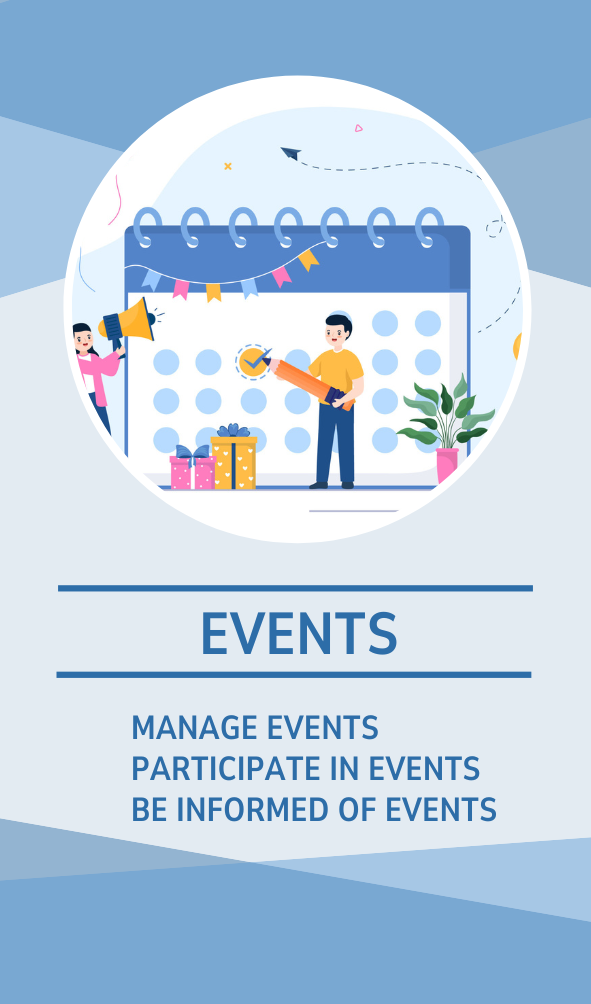 EVENTS
MANAGE EVENTS
PARTICIPATE IN EVENTS
BE INFORMED OF EVENTS